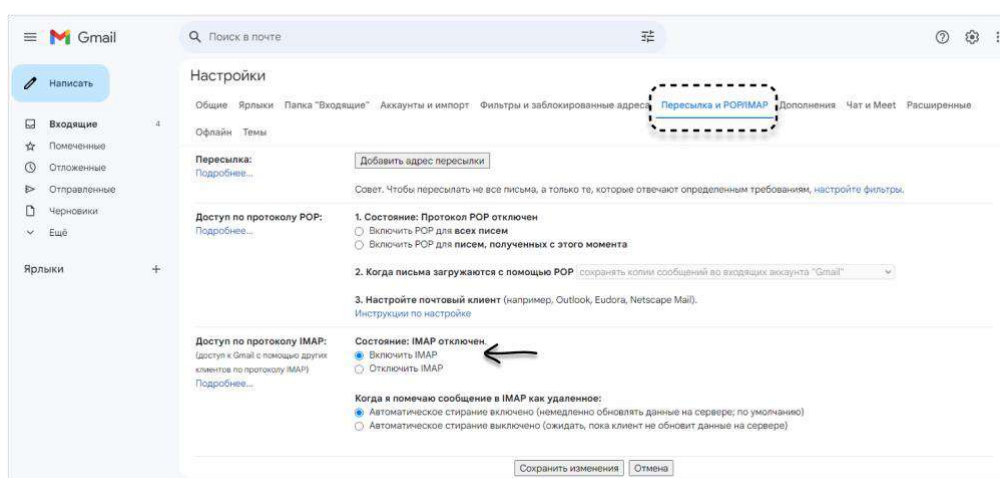 Gmail
Поиск в почте
Написать
Входящие 4
Помеченные
Отложенные
Отправленные
Черновики
Ещё
Ярлыки +
Настройки
Общие Ярлыки Папка "Входящие" Аккаунты и импорт Фильтры и заблокированные адреса Пересылка и POP/IMAP Дополнения Чат и Meet Расширенные
Офлайн Темы
Пересылка:
Подробнее...
Добавить адрес пересылки
Совет. Чтобы пересылать не все письма, а только те, которые отвечают определенным требованиям, настройте фильтры.
Доступ по протоколу POP:
Подробнее...
1. Состояние: Протокол POP отключен
Включить POP для всех писем
Включить POP для писем, полученных с этого момента
2. Когда письма загружаются с помощью POP сохранять копии сообщений во входящих аккаунта "Gmail"
3. Настройте почтовый клиент (например, Outlook, Eudora, Netscape Mail).
Инструкции по настройке
Доступ по протоколу IMAP:
(доступ к Gmail с помощью других
клиентов по протоколу IMAP)
Подробнее...
Состояние: IMAP отключен.
Включить IMAP
Отключить IMAP
Когда я помечаю сообщение в IMAP как удаленное:
Автоматическое стирание включено (немедленно обновлять данные на сервере; по умолчанию)
Автоматическое стирание выключено (ожидать, пока клиент не обновит данные на сервере)
Сохранить изменения Отмена